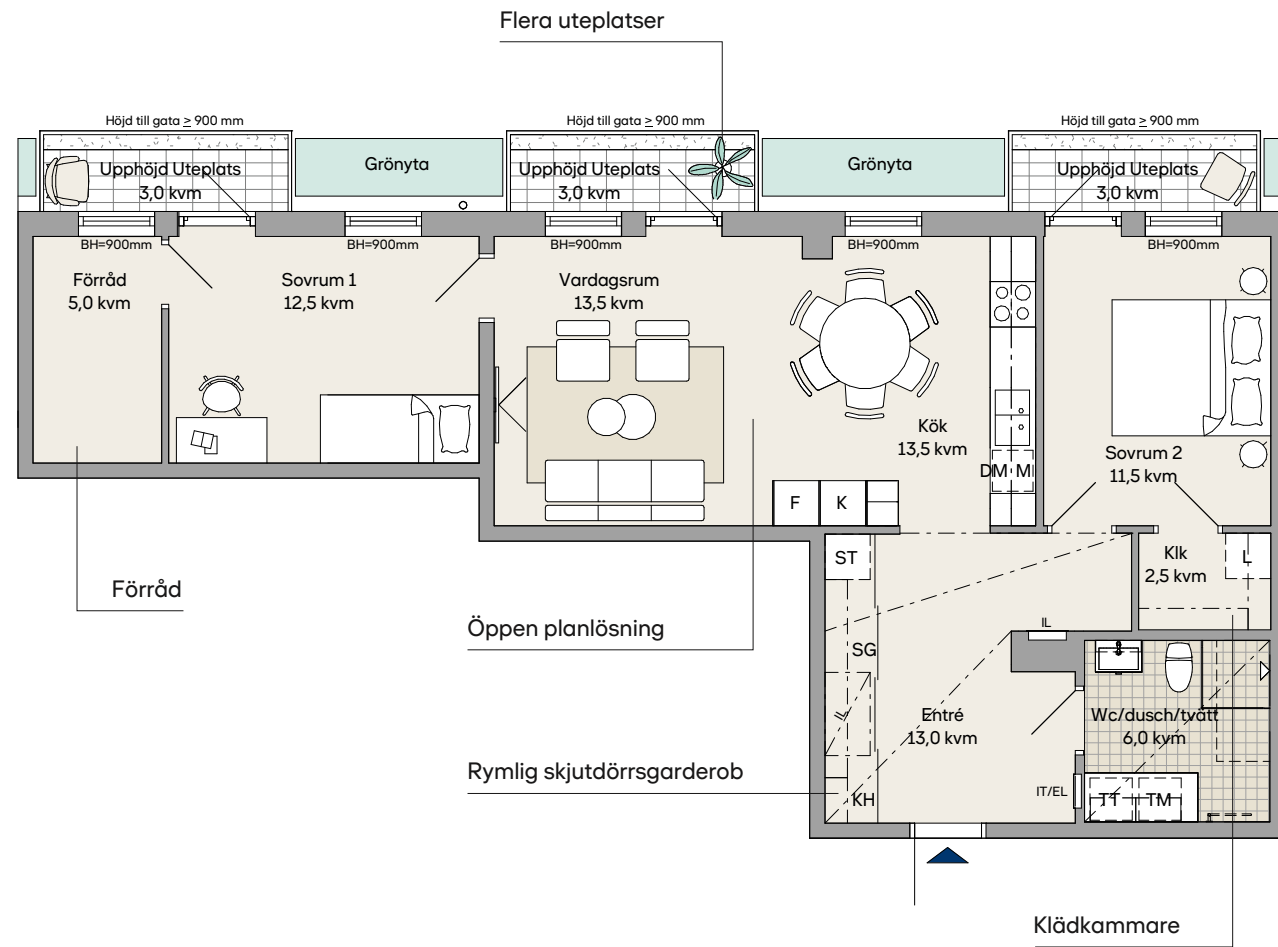 Flera uteplatser
Höjd till gata ≥ 900 mm
Höjd till gata ≥ 900 mm
Höjd till gata ≥ 900 mm
Upphöjd Uteplats
3,0 kvm
Grönyta
Upphöjd Uteplats
3,0 kvm
Grönyta
Upphöjd Uteplats
3,0 kvm
BH=900mm
BH=900mm
BH=900mm
BH=900mm
BH=900mm
Förråd
5,0 kvm
Sovrum 1
12,5 kvm
Vardagsrum
13,5 kvm
Kök
13,5 kvm
Sovrum 2
11,5 kvm
DM M
F
K
ST
Klk
2,5 kvm
L
Förråd
Öppen planlösning
IL
SG
IL
Entré
13,0 kvm
Wc/dusch/tvätt
6,0 kvm
Rymlig skjutdörrsgarderob
KH
IT/EL
TT
TM
Klädkammare